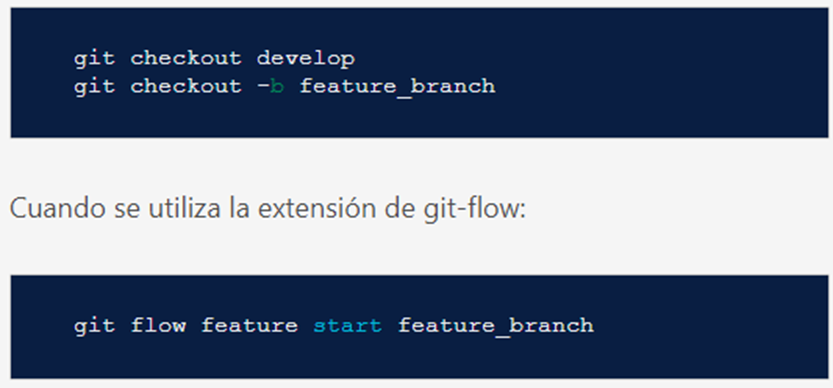 git checkout develop
git checkout -b feature_branch
Cuando se utiliza la extensión de git-flow:
git flow feature start feature_branch